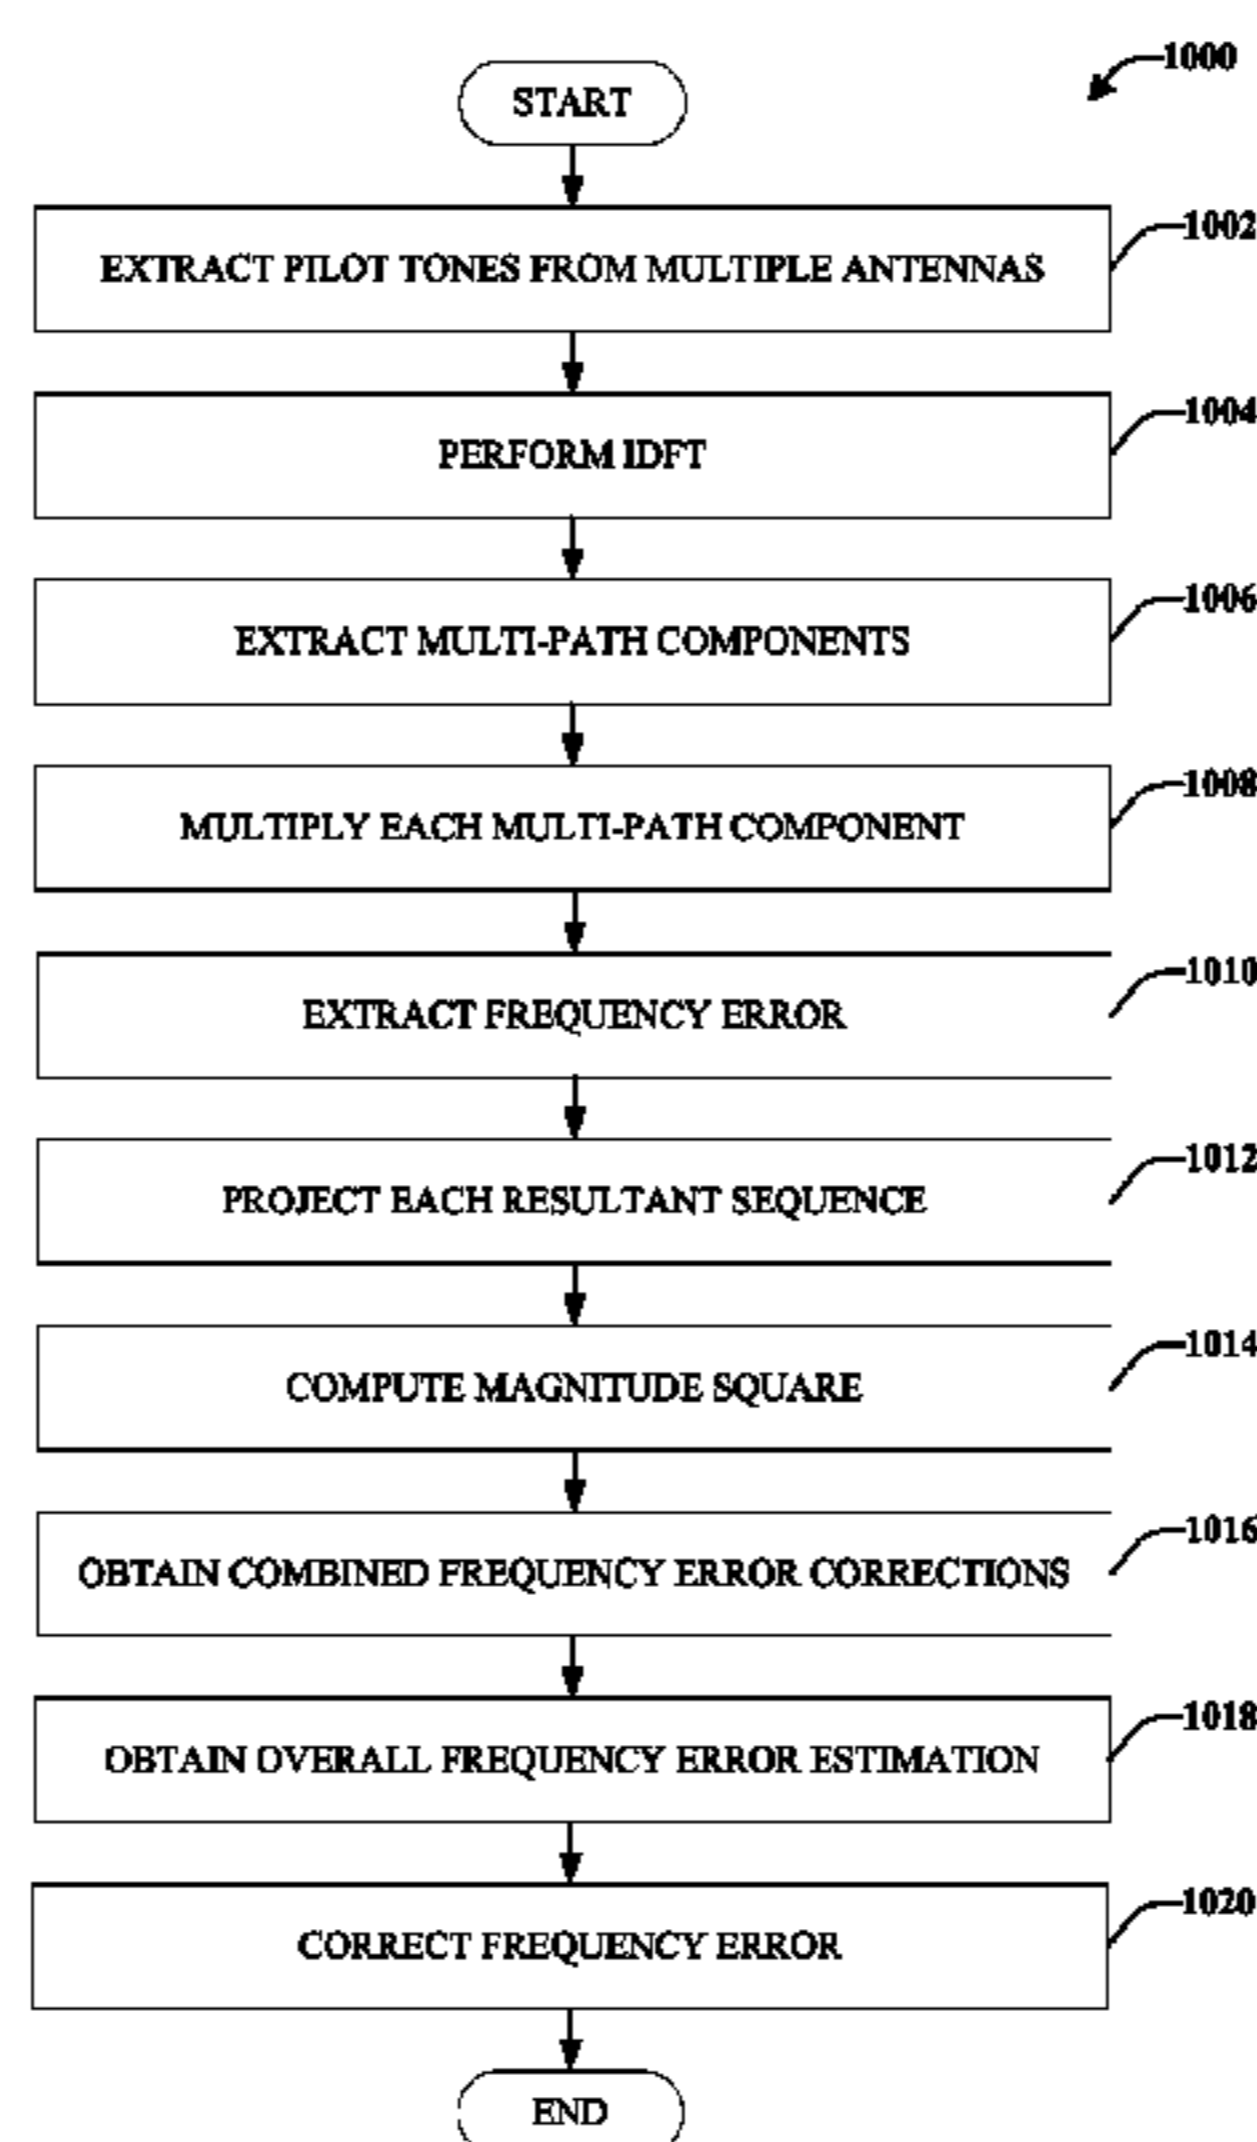 1000
START
EXTRACT PILOT TONES FROM MULTIPLE ANTENNAS
1002
PERFORM IDFT
1004
EXTRACT MULTI-PATH COMPONENTS
1006
MULTIPLY EACH MULTI-PATH COMPONENT
1008
EXTRACT FREQUENCY ERROR
1010
PROJECT EACH RESULTANT SEQUENCE
1012
COMPUTE MAGNITUDE SQUARE
1014
OBTAIN COMBINED FREQUENCY ERROR CORRECTIONS
1016
OBTAIN OVERALL FREQUENCY ERROR ESTIMATION
1018
CORRECT FREQUENCY ERROR
1020
END